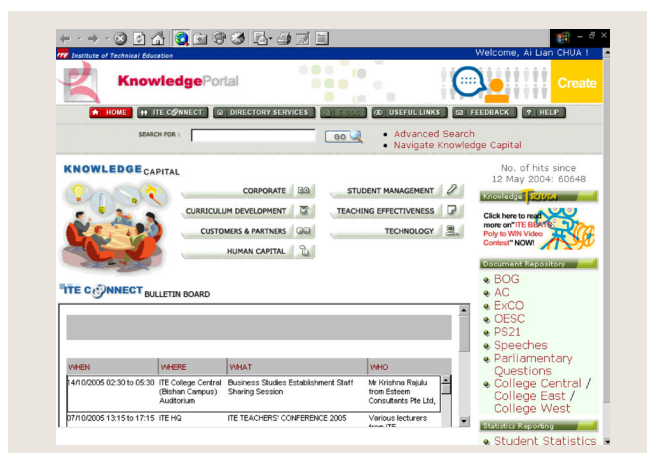 ITE Institute of Technical Education
Welcome, Ai Lian CHUA !
KnowledgePortal
Create
HOME
ITE CONNECT
DIRECTORY SERVICES
USEFUL LINKS
FEEDBACK
HELP
SEARCH FOR :
GO
Advanced Search
Navigate Knowledge Capital
KNOWLEDGE CAPITAL
CORPORATE
STUDENT MANAGEMENT
CURRICULUM DEVELOPMENT
TEACHING EFFECTIVENESS
CUSTOMERS & PARTNERS
TECHNOLOGY
HUMAN CAPITAL
No. of hits since
12 May 2004: 60648
Knowledge TRIVIA
Click here to read
more on "ITE BEATS
Poly to WIN Video
Contest" NOW!
Document Repository
BOG
AC
ExCO
OESC
PS21
Speeches
Parliamentary
Questions
College Central /
College East /
College West
Statistics Reporting
Student Statistics
ITE CONNECT BULLETIN BOARD
WHEN WHERE WHAT WHO
14/10/2005 02:30 to 05:30 ITE College Central Business Studies Establishment Staff Mr Krishna Rajulu
(Bishan Campus) Sharing Session from Esteem
Auditorium Consultants Pte Ltd,
07/10/2005 13:15 to 17:15 ITE HQ ITE TEACHERS' CONFERENCE 2005 Various lecturers
from ITE